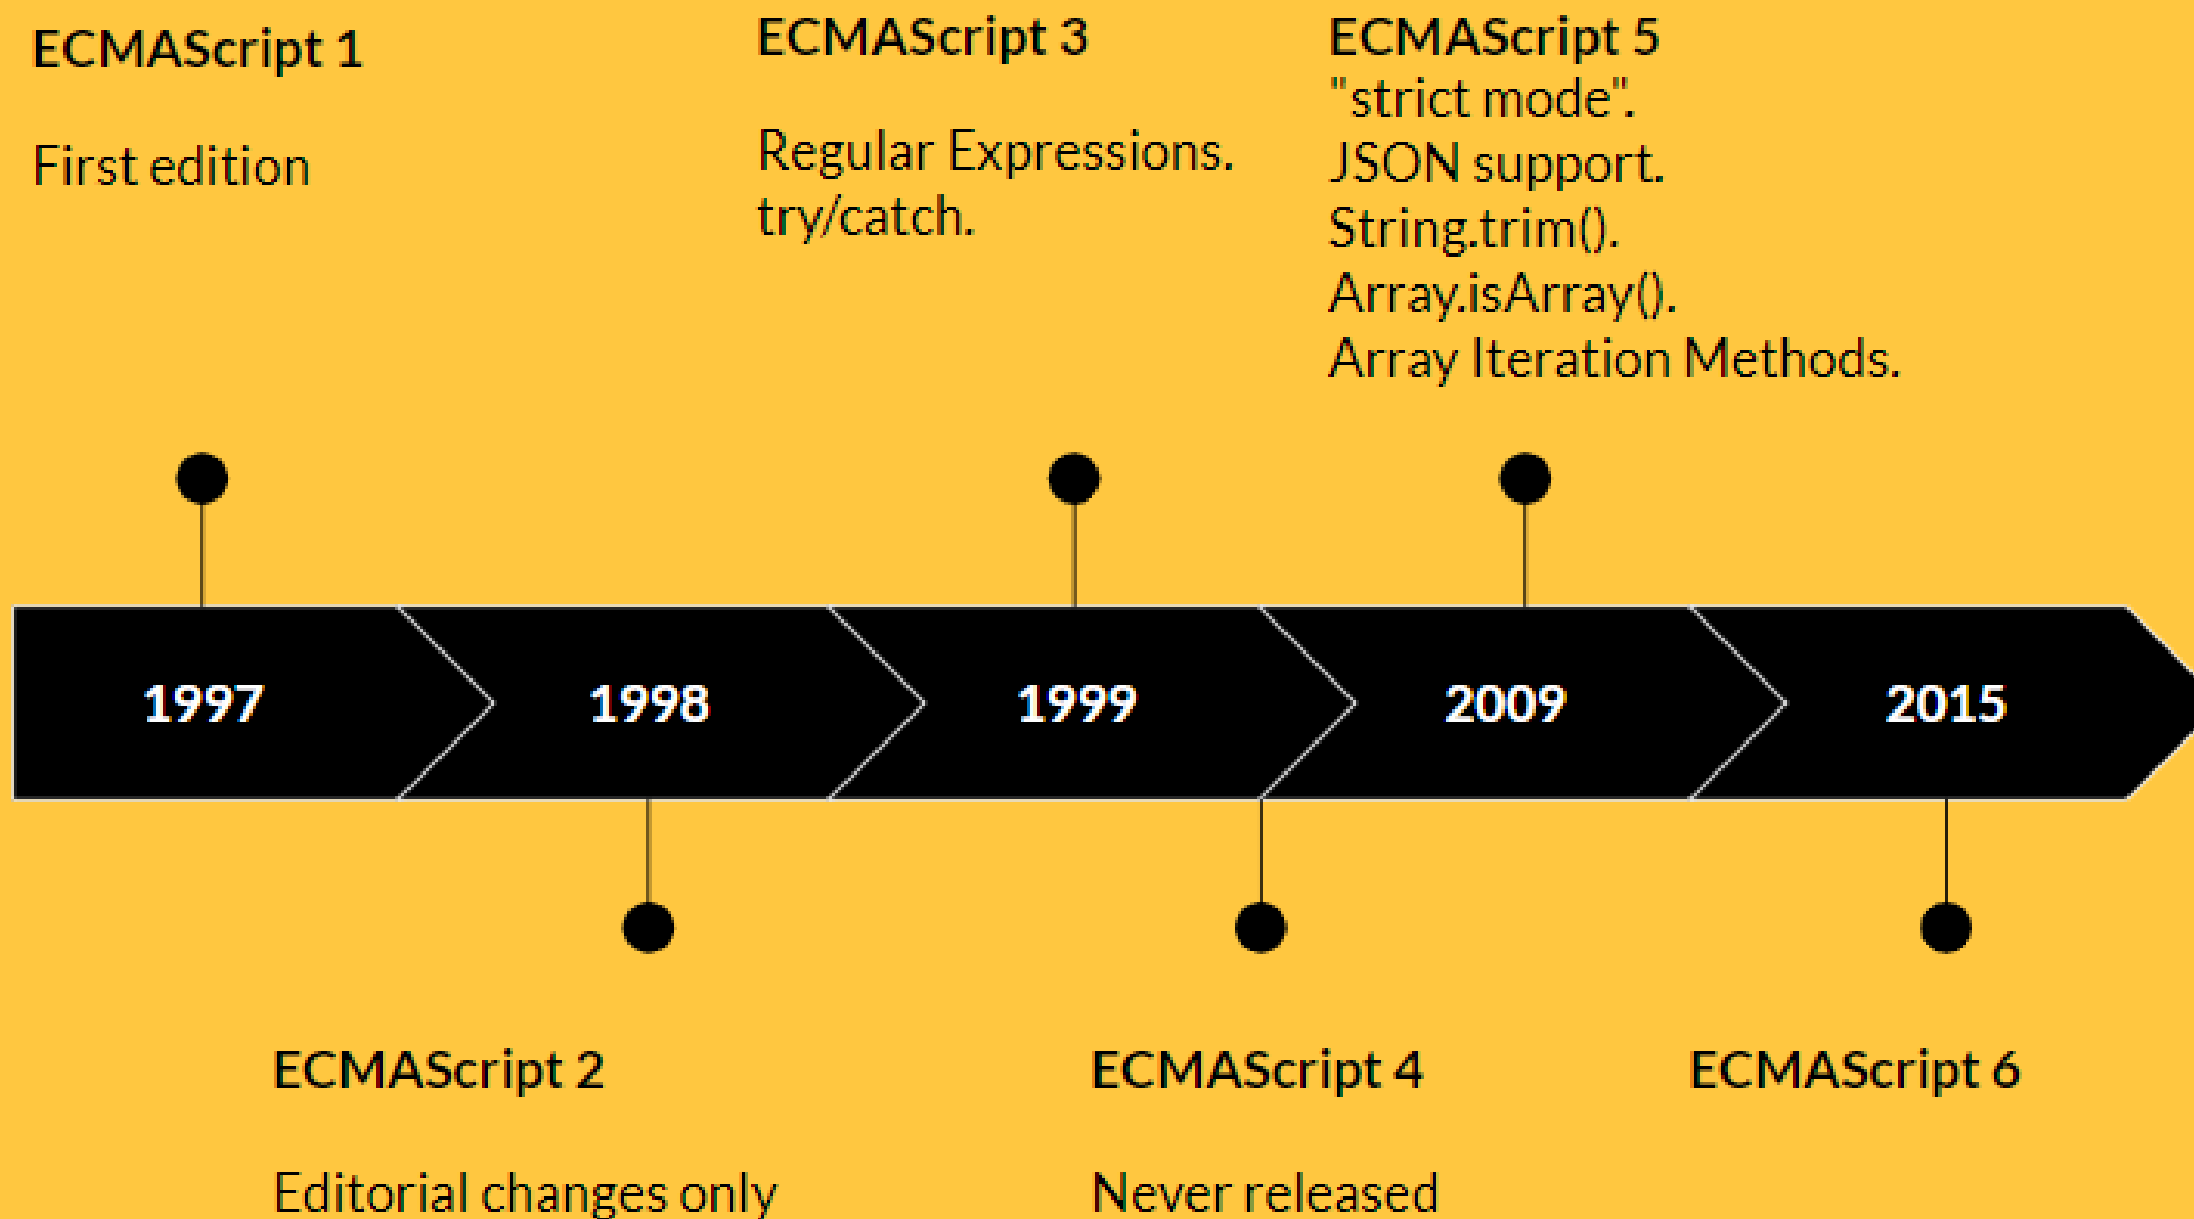 ECMAScript 1
First edition
ECMAScript 3
Regular Expressions.
try/catch.
ECMAScript 5
"strict mode".
JSON support.
String.trim().
Array.isArray().
Array Iteration Methods.
1997
1998
1999
2009
2015
ECMAScript 2
Editorial changes only
ECMAScript 4
Never released
ECMAScript 6